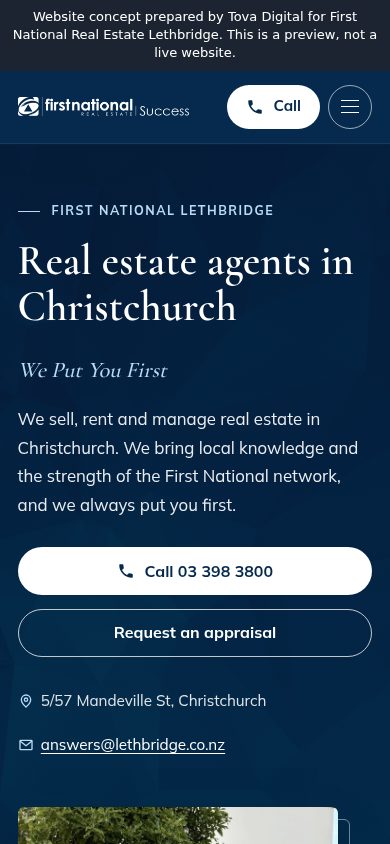 Website concept prepared by Tova Digital for First
National Real Estate Lethbridge. This is a preview, not a
live website.
firstnational
REAL ESTATE
Success
Call
FIRST NATIONAL LETHBRIDGE
Real estate agents in
Christchurch
We Put You First
We sell, rent and manage real estate in
Christchurch. We bring local knowledge and
the strength of the First National network,
and we always put you first.
Call 03 398 3800
Request an appraisal
5/57 Mandeville St, Christchurch
answers@lethbridge.co.nz